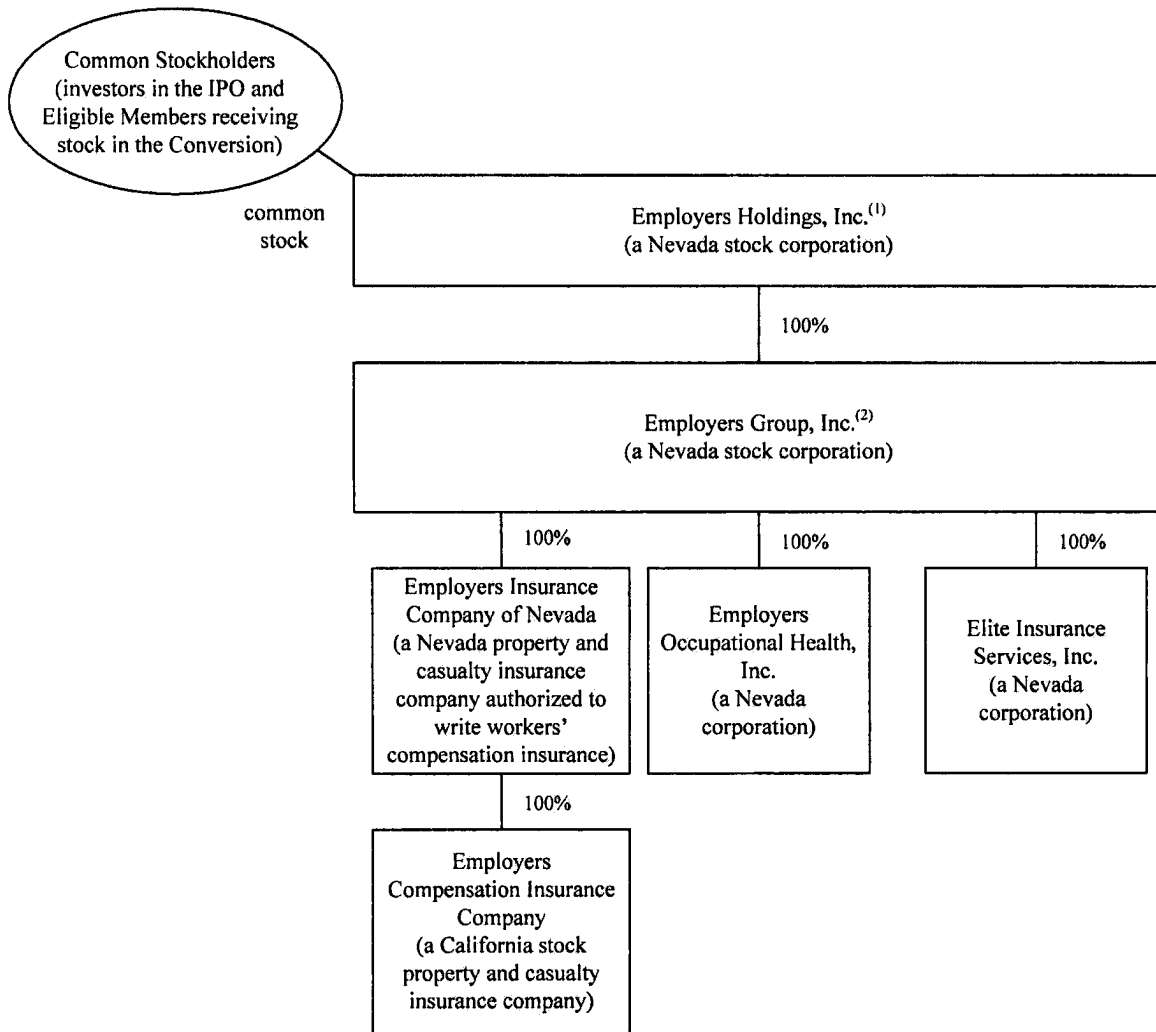 Common Stockholders
(investors in the IPO and
Eligible Members receiving
stock in the Conversion)
common
stock
Employers Holdings, Inc.(1)
(a Nevada stock corporation)
100%
Employers Group, Inc.(2)
(a Nevada stock corporation)
100%
100%
100%
Employers Insurance
Company of Nevada
(a Nevada property and
casualty insurance
company authorized to
write workers’
compensation insurance)
Employers
Occupational Health,
Inc.
(a Nevada
corporation)
Elite Insurance
Services, Inc.
(a Nevada
corporation)
100%
Employers
Compensation Insurance
Company
(a California stock
property and casualty
insurance company)